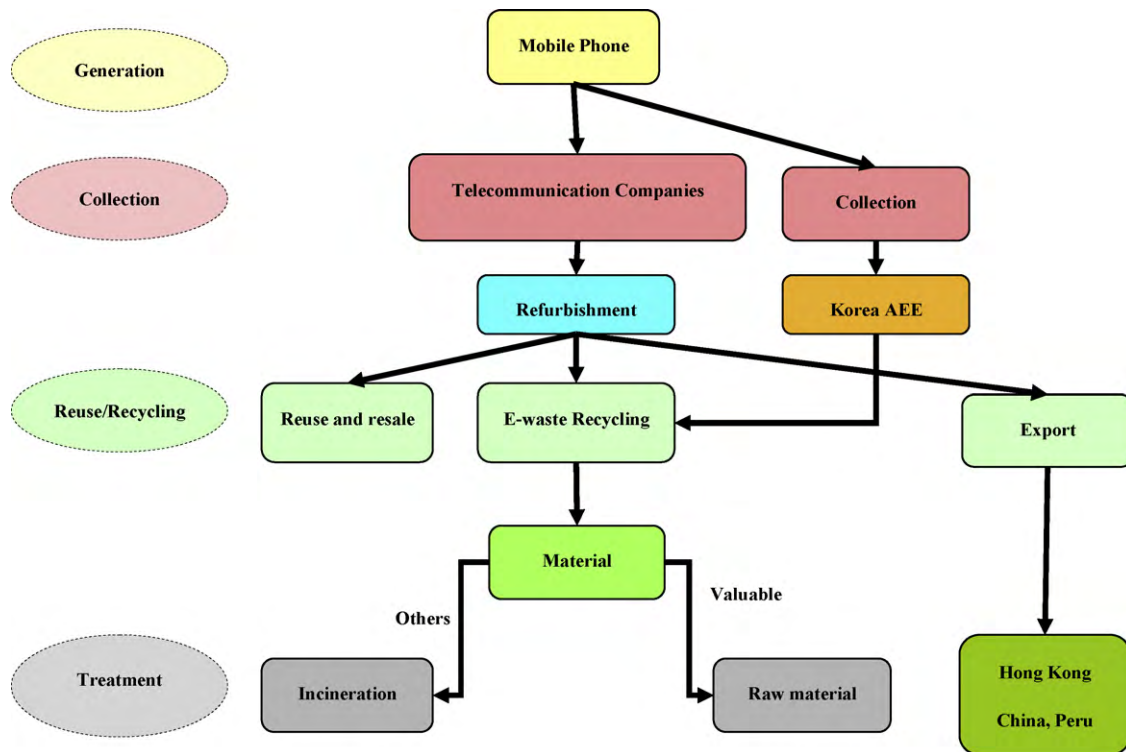 Mobile Phone
Generation
Telecommunication Companies
Collection
Collection
Refurbishment
Korea AEE
Reuse/Recycling
Reuse and resale
E-waste Recycling
Export
Material
Others
Valuable
Treatment
Incineration
Raw material
Hong Kong
China, Peru